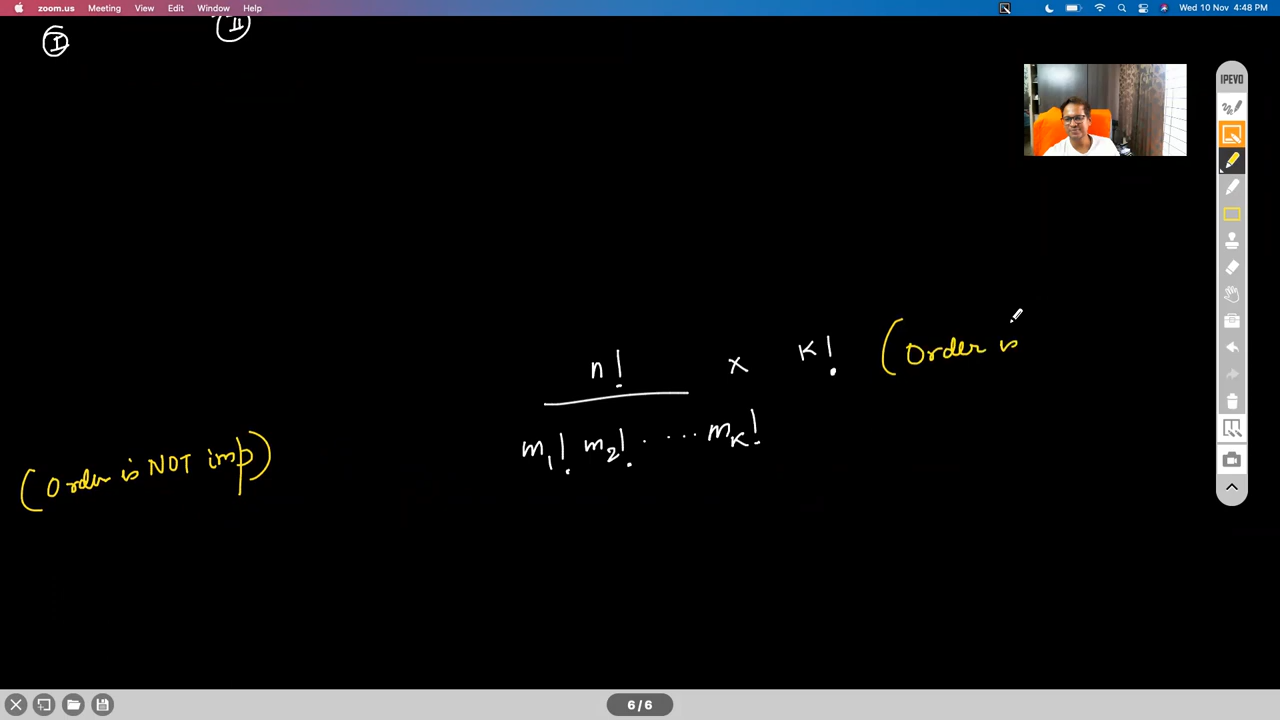 zoom.us Meeting View Edit Window Help Wed 10 Nov 4:48 PM
I II
IPEVO
n! x K! (Order is
m1! m2! ..... mK!
(Order is NOT imp)
6/6